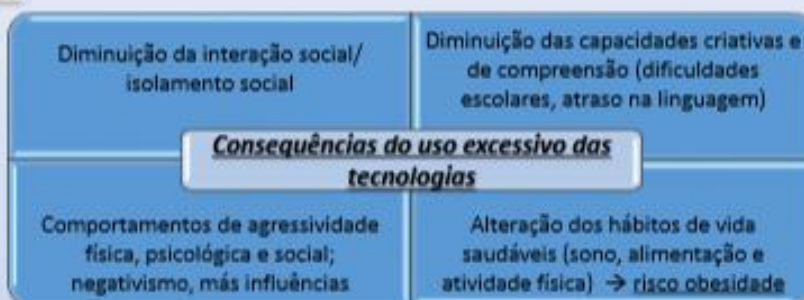 Diminuição da interação social/
isolamento social
Diminuição das capacidades criativas e
de compreensão (dificuldades
escolares, atraso na linguagem)
Consequências do uso excessivo das
tecnologias
Comportamentos de agressividade
física, psicológica e social;
negativismo, más influências
Alteração dos hábitos de vida
saudáveis (sono, alimentação e
atividade física) → risco obesidade